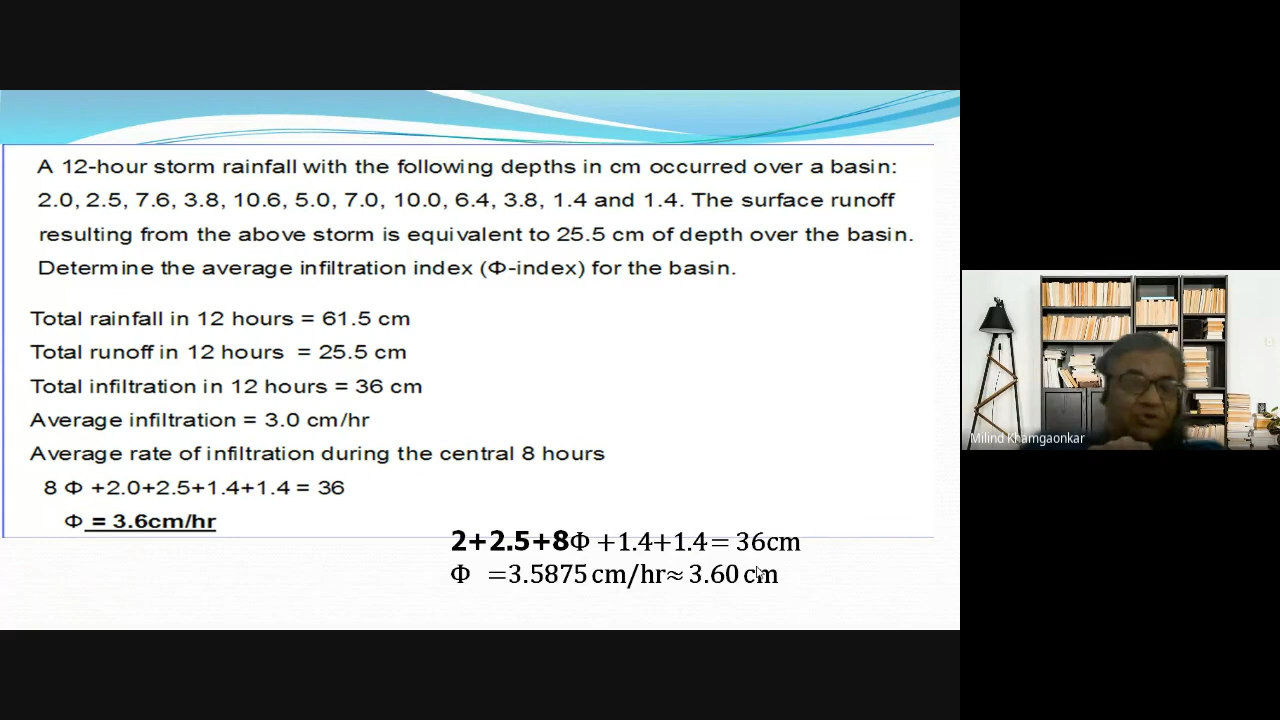 A 12-hour storm rainfall with the following depths in cm occurred over a basin:
2.0, 2.5, 7.6, 3.8, 10.6, 5.0, 7.0, 10.0, 6.4, 3.8, 1.4 and 1.4. The surface runoff
resulting from the above storm is equivalent to 25.5 cm of depth over the basin.
Determine the average infiltration index (Φ-index) for the basin.
Total rainfall in 12 hours = 61.5 cm
Total runoff in 12 hours = 25.5 cm
Total infiltration in 12 hours = 36 cm
Average infiltration = 3.0 cm/hr
Average rate of infiltration during the central 8 hours
8 Φ +2.0+2.5+1.4+1.4 = 36
Φ = 3.6cm/hr
2+2.5+8Φ +1.4+1.4= 36cm
Φ =3.5875 cm/hr≈ 3.60 cm
Milind Khamgaonkar